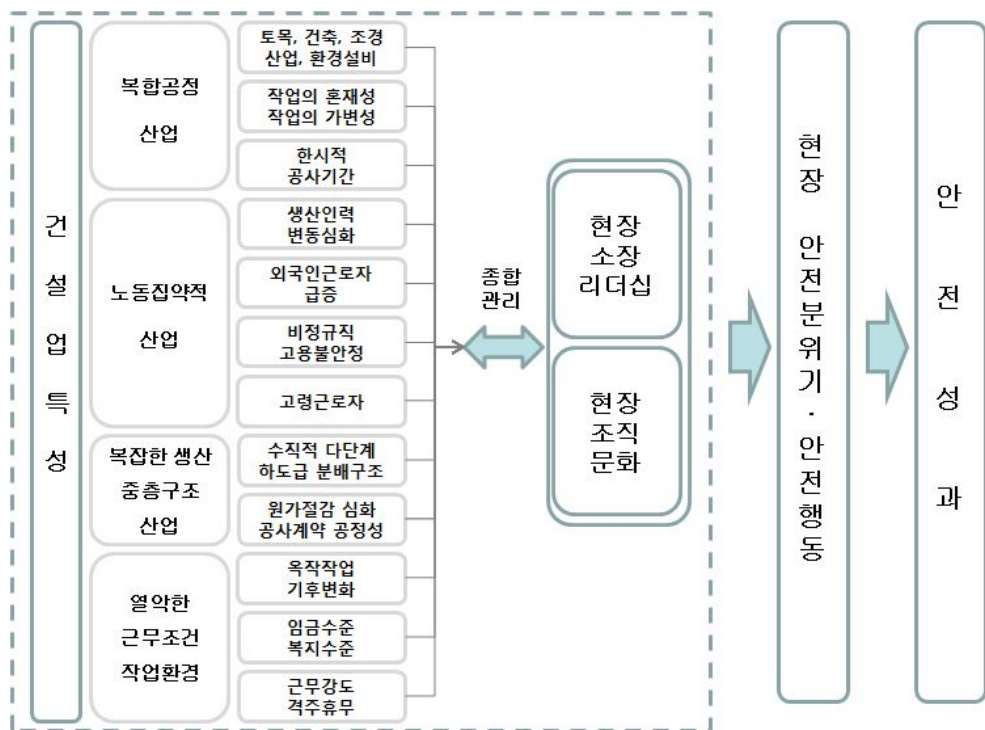 건설업특성
복합공정
산업
토목, 건축, 조경
산업, 환경설비
작업의 혼재성
작업의 가변성
한시적
공사기간
노동집약적
산업
생산인력
변동심화
외국인근로자
급증
비정규직
고용불안정
고령근로자
복잡한 생산
중층구조
산업
수직적 다단계
하도급 분배구조
원가절감 심화
공사계약 공정성
열악한
근무조건
작업환경
옥작작업
기후변화
임금수준
복지수준
근무강도
격주휴무
종합
관리
현장
소장
리더십
현장
조직
문화
현장 안전분위기·안전행동
안전성과